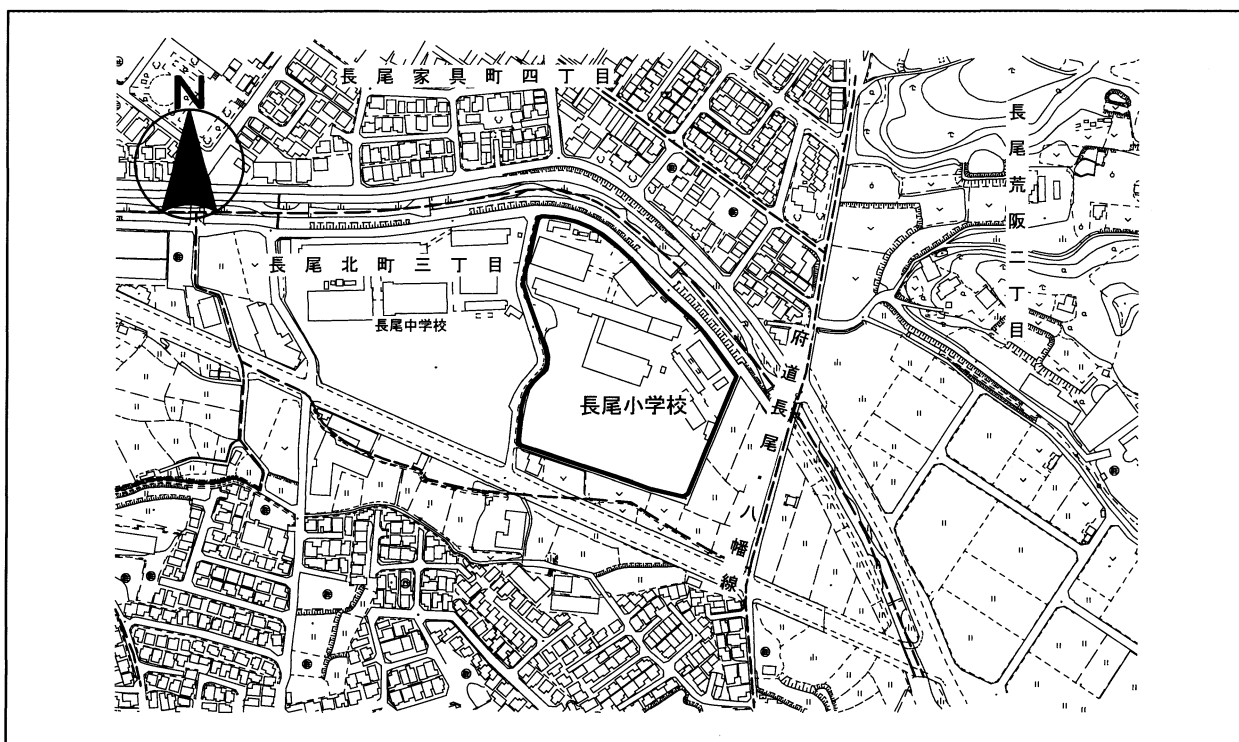 長尾家具町四丁目
N
長尾荒阪二丁目
長尾北町三丁目
長尾中学校
長尾小学校
府道長尾八幡線